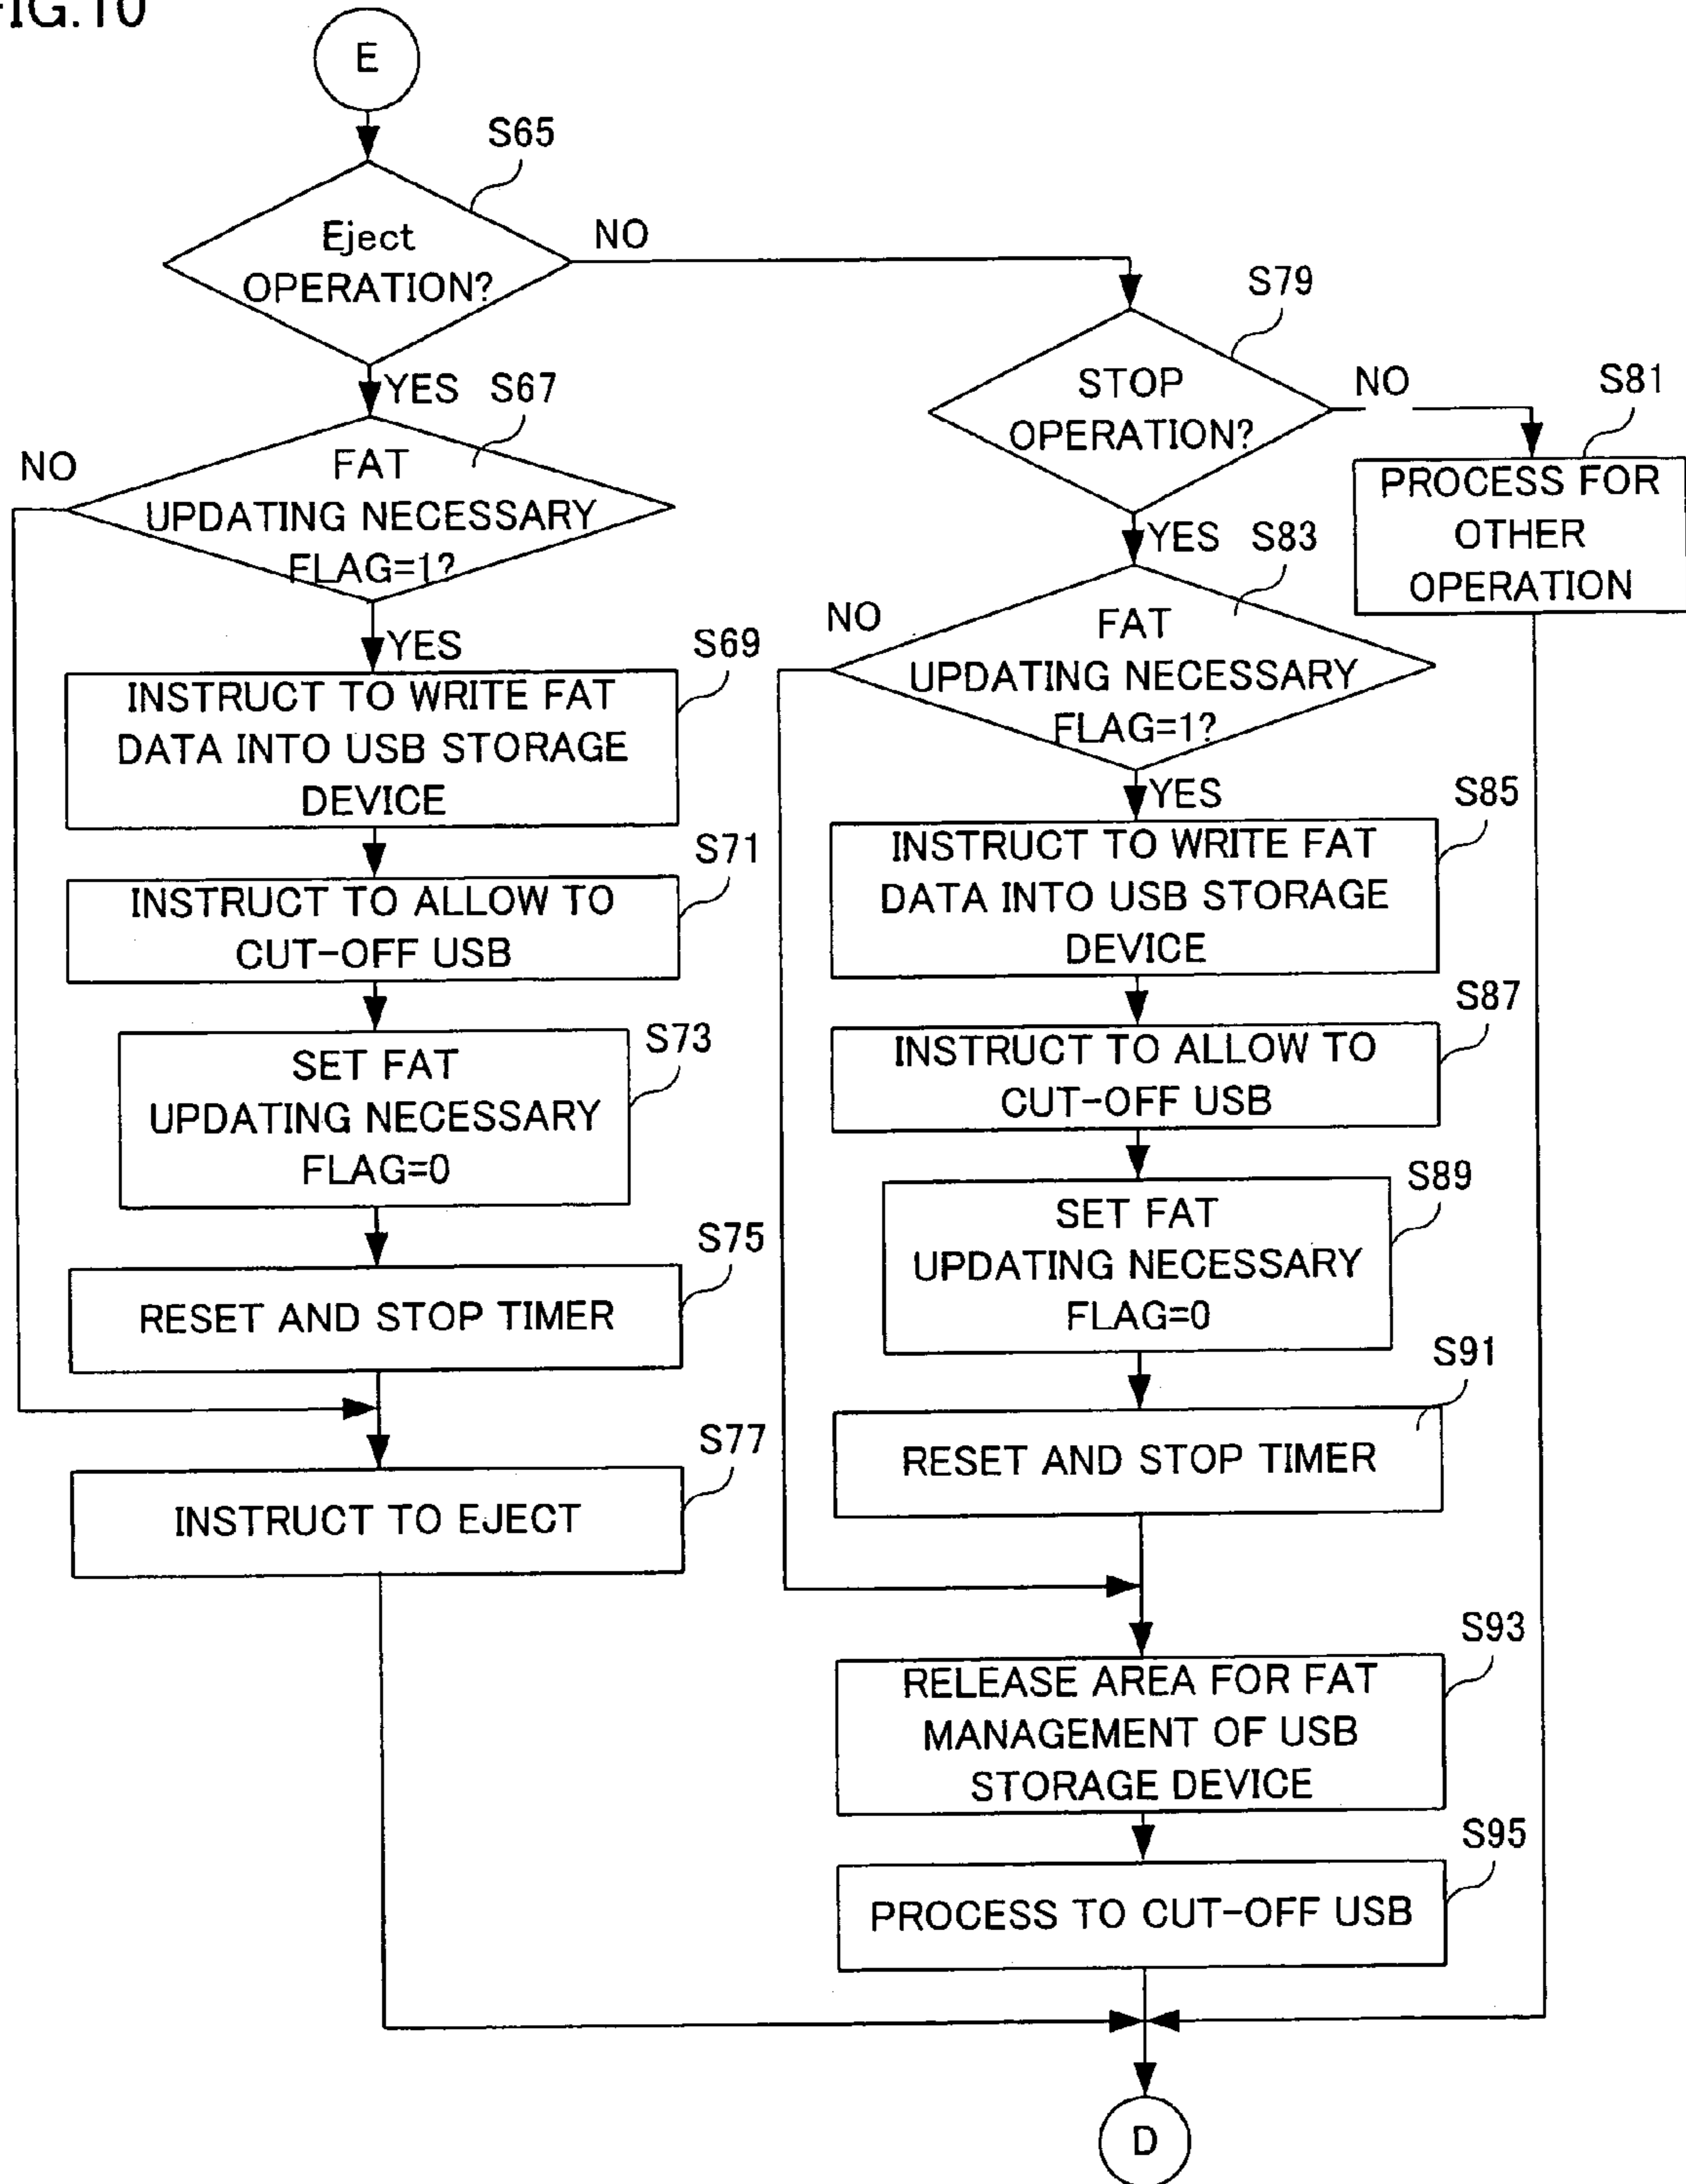 FIG.10
E
S65
Eject
OPERATION?
NO
YES
S67
FAT
UPDATING NECESSARY
FLAG=1?
NO
YES
S69
INSTRUCT TO WRITE FAT
DATA INTO USB STORAGE
DEVICE
S71
INSTRUCT TO ALLOW TO
CUT-OFF USB
S73
SET FAT
UPDATING NECESSARY
FLAG=0
S75
RESET AND STOP TIMER
S77
INSTRUCT TO EJECT
S79
STOP
OPERATION?
NO
S81
PROCESS FOR
OTHER
OPERATION
YES
S83
FAT
UPDATING NECESSARY
FLAG=1?
NO
YES
S85
INSTRUCT TO WRITE FAT
DATA INTO USB STORAGE
DEVICE
S87
INSTRUCT TO ALLOW TO
CUT-OFF USB
S89
SET FAT
UPDATING NECESSARY
FLAG=0
S91
RESET AND STOP TIMER
S93
RELEASE AREA FOR FAT
MANAGEMENT OF USB
STORAGE DEVICE
S95
PROCESS TO CUT-OFF USB
D